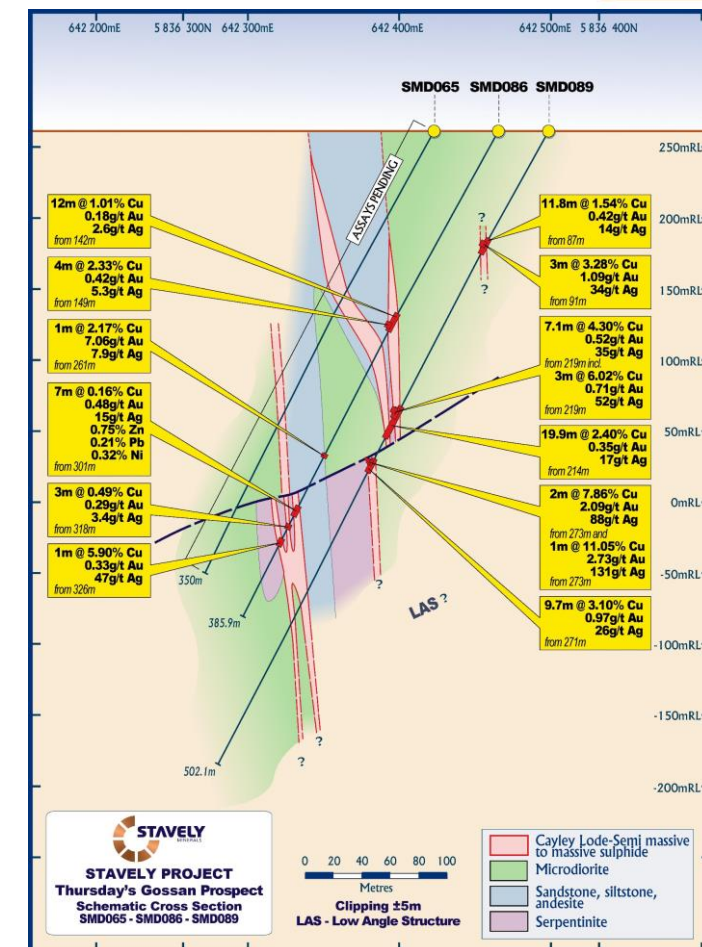 642 200mE
5 836 300N
642 300mE
642 400mE
642 500mE
5 836 400N
SMD065
SMD086
SMD089
250mRL
200mRL
150mRL
100mRL
50mRL
0mRL
-50mRL
-100mRL
-150mRL
-200mRL
ASSAYS PENDING
12m @ 1.01% Cu
0.18g/t Au
2.6g/t Ag
from 142m
4m @ 2.33% Cu
0.42g/t Au
5.3g/t Ag
from 149m
1m @ 2.17% Cu
7.06g/t Au
7.9g/t Ag
from 261m
7m @ 0.16% Cu
0.48g/t Au
15g/t Ag
0.75% Zn
0.21% Pb
0.32% Ni
from 301m
3m @ 0.49% Cu
0.29g/t Au
3.4g/t Ag
from 318m
1m @ 5.90% Cu
0.33g/t Au
47g/t Ag
from 326m
11.8m @ 1.54% Cu
0.42g/t Au
14g/t Ag
from 87m
3m @ 3.28% Cu
1.09g/t Au
34g/t Ag
from 91m
7.1m @ 4.30% Cu
0.52g/t Au
35g/t Ag
from 219m incl.
3m @ 6.02% Cu
0.71g/t Au
52g/t Ag
from 219m
19.9m @ 2.40% Cu
0.35g/t Au
17g/t Ag
from 214m
2m @ 7.86% Cu
2.09g/t Au
88g/t Ag
from 273m and
1m @ 11.05% Cu
2.73g/t Au
131g/t Ag
from 273m
9.7m @ 3.10% Cu
0.97g/t Au
26g/t Ag
from 271m
?
?
350m
385.9m
502.1m
?
LAS ?
?
?
STAVELY
MINERALS
STAVELY PROJECT
Thursday's Gossan Prospect
Schematic Cross Section
SMD065 - SMD086 - SMD089
0 20 40 60 80 100
Metres
Clipping ±5m
LAS - Low Angle Structure
Cayley Lode-Semi massive
to massive sulphide
Microdiorite
Sandstone, siltstone,
andesite
Serpentinite